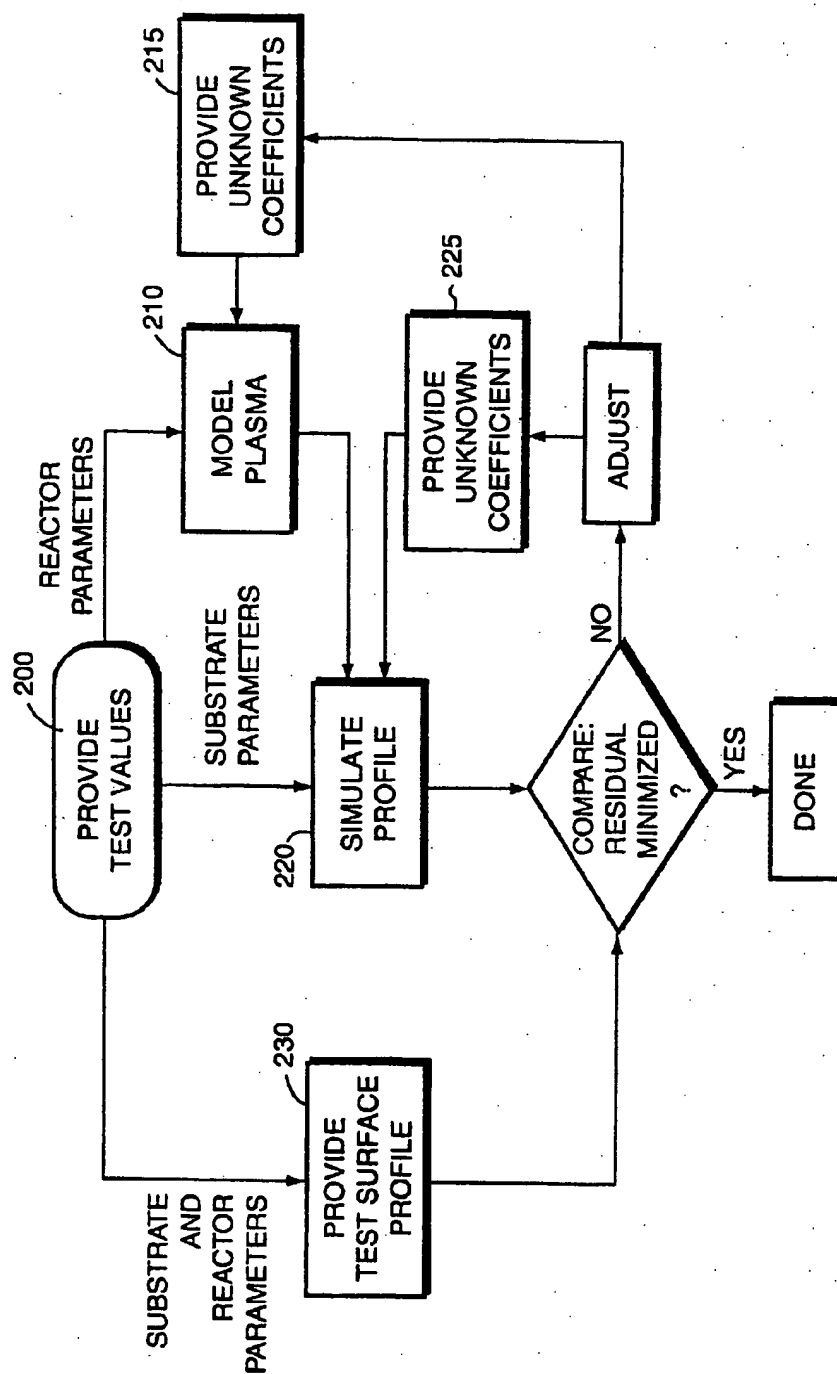 200
PROVIDE
TEST VALUES
SUBSTRATE
AND
REACTOR
PARAMETERS
SUBSTRATE
PARAMETERS
REACTOR
PARAMETERS
230
PROVIDE
TEST SURFACE
PROFILE
220
SIMULATE
PROFILE
210
MODEL
PLASMA
215
PROVIDE
UNKNOWN
COEFFICIENTS
225
PROVIDE
UNKNOWN
COEFFICIENTS
COMPARE:
RESIDUAL
MINIMIZED
?
NO
ADJUST
YES
DONE